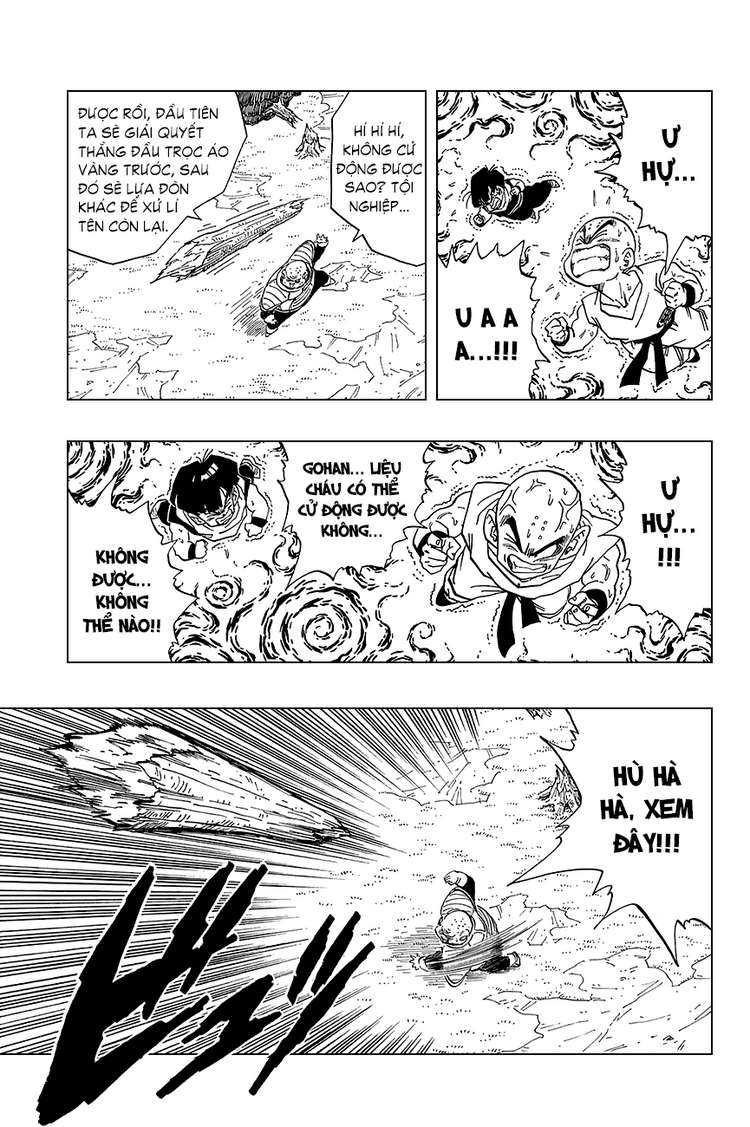 Ư
HỰ...
U A A
A...!!!
HÍ HÍ HÍ,
KHÔNG CỬ
ĐỘNG ĐƯỢC
SAO? TỘI
NGHIỆP...
ĐƯỢC RỒI, ĐẦU TIÊN
TA SẼ GIẢI QUYẾT
THẰNG ĐẦU TRỌC ÁO
VÀNG TRƯỚC, SAU
ĐÓ SẼ LỰA ĐÒN
KHÁC ĐỂ XỬ LÍ
TÊN CÒN LẠI.
Ư
HỰ...
!!!
GOHAN... LIỆU
CHÁU CÓ THỂ
CỬ ĐỘNG ĐƯỢC
KHÔNG...
KHÔNG
ĐƯỢC...
KHÔNG
THỂ NÀO!!
HÙ HÀ
HÀ, XEM
ĐÂY!!!
ビュッ